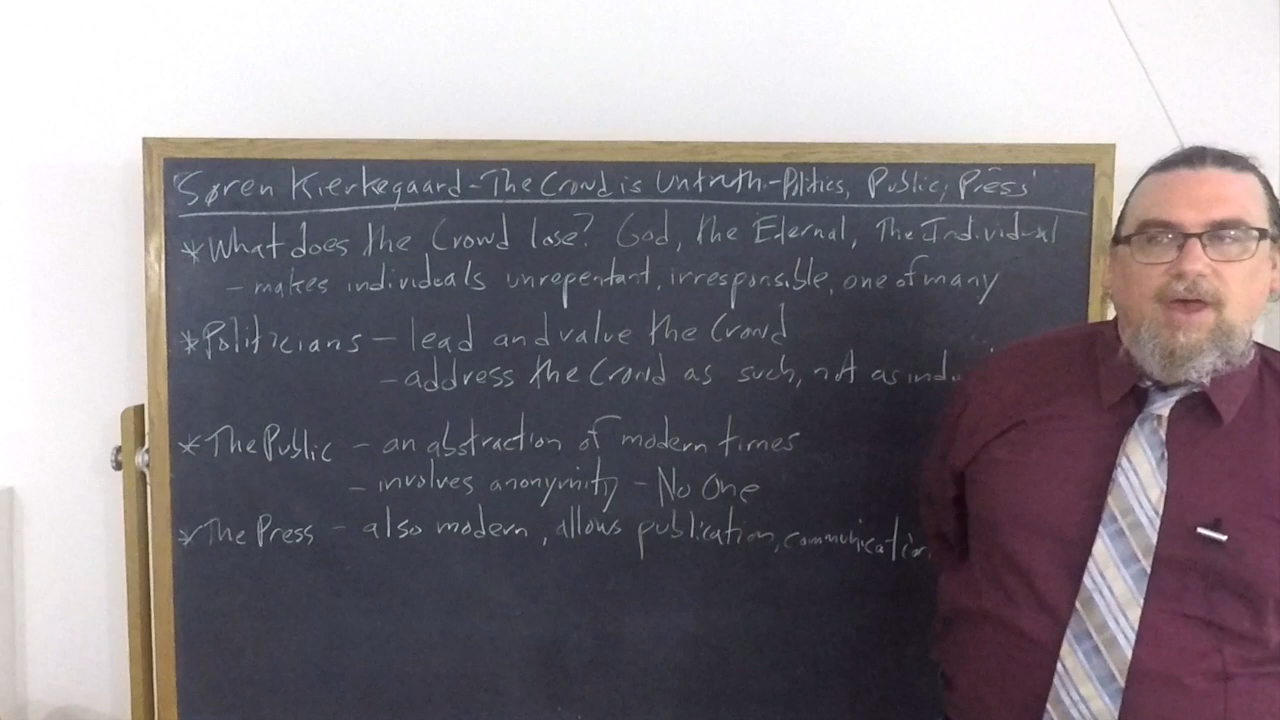 Søren Kierkegaard - The Crowd is Untruth - Politics, Public, Press
* What does the Crowd lose? God, the Eternal, The Individual
- makes individuals unrepentant, irresponsible, one of many
* Politicians - lead and value the Crowd
- address the Crowd as such, not as indi
* The Public - an abstraction of modern times
- involves anonymity - No One
* The Press - also modern, allows publication, communication